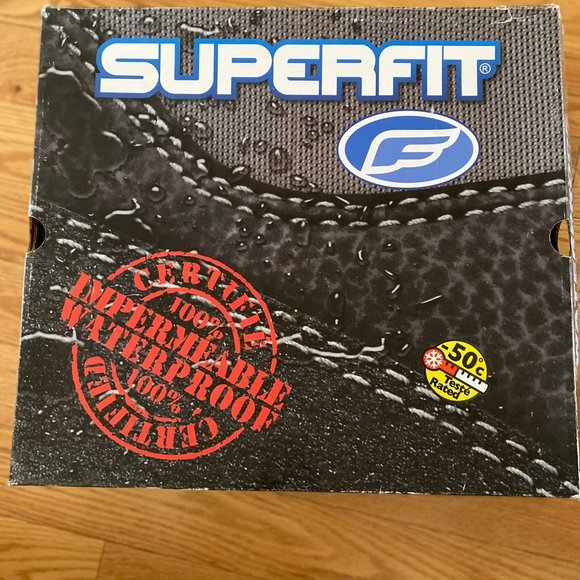 SUPERFIT®
F
CERTIFIÉ
100%
IMPERMÉABLE
WATERPROOF
100%
CERTIFIED
-50°C
Testé
Rated